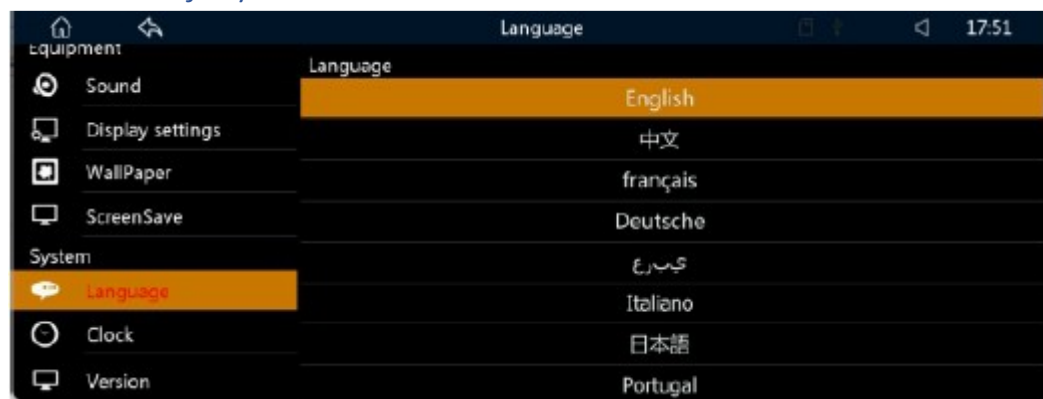 Language 17:51
Equipment
Sound
Display settings
WallPaper
ScreenSave
System
Language
Clock
Version
Language
English
中文
français
Deutsche
عربي
Italiano
日本語
Portugal